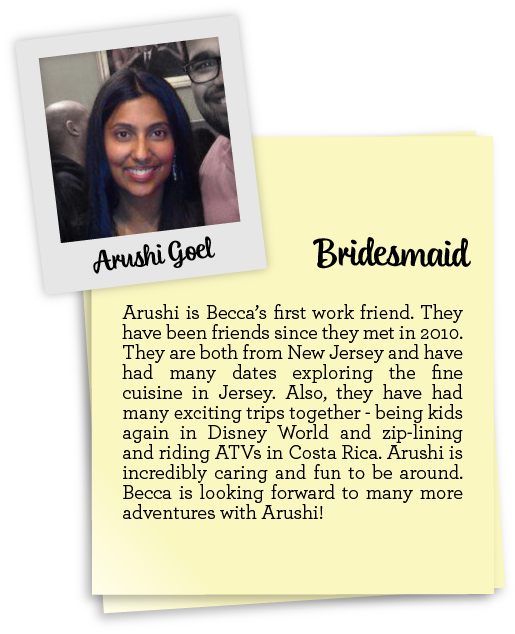 Arushi Goel
Bridesmaid
Arushi is Becca's first work friend. They
have been friends since they met in 2010.
They are both from New Jersey and have
had many dates exploring the fine
cuisine in Jersey. Also, they have had
many exciting trips together - being kids
again in Disney World and zip-lining
and riding ATVs in Costa Rica. Arushi is
incredibly caring and fun to be around.
Becca is looking forward to many more
adventures with Arushi!